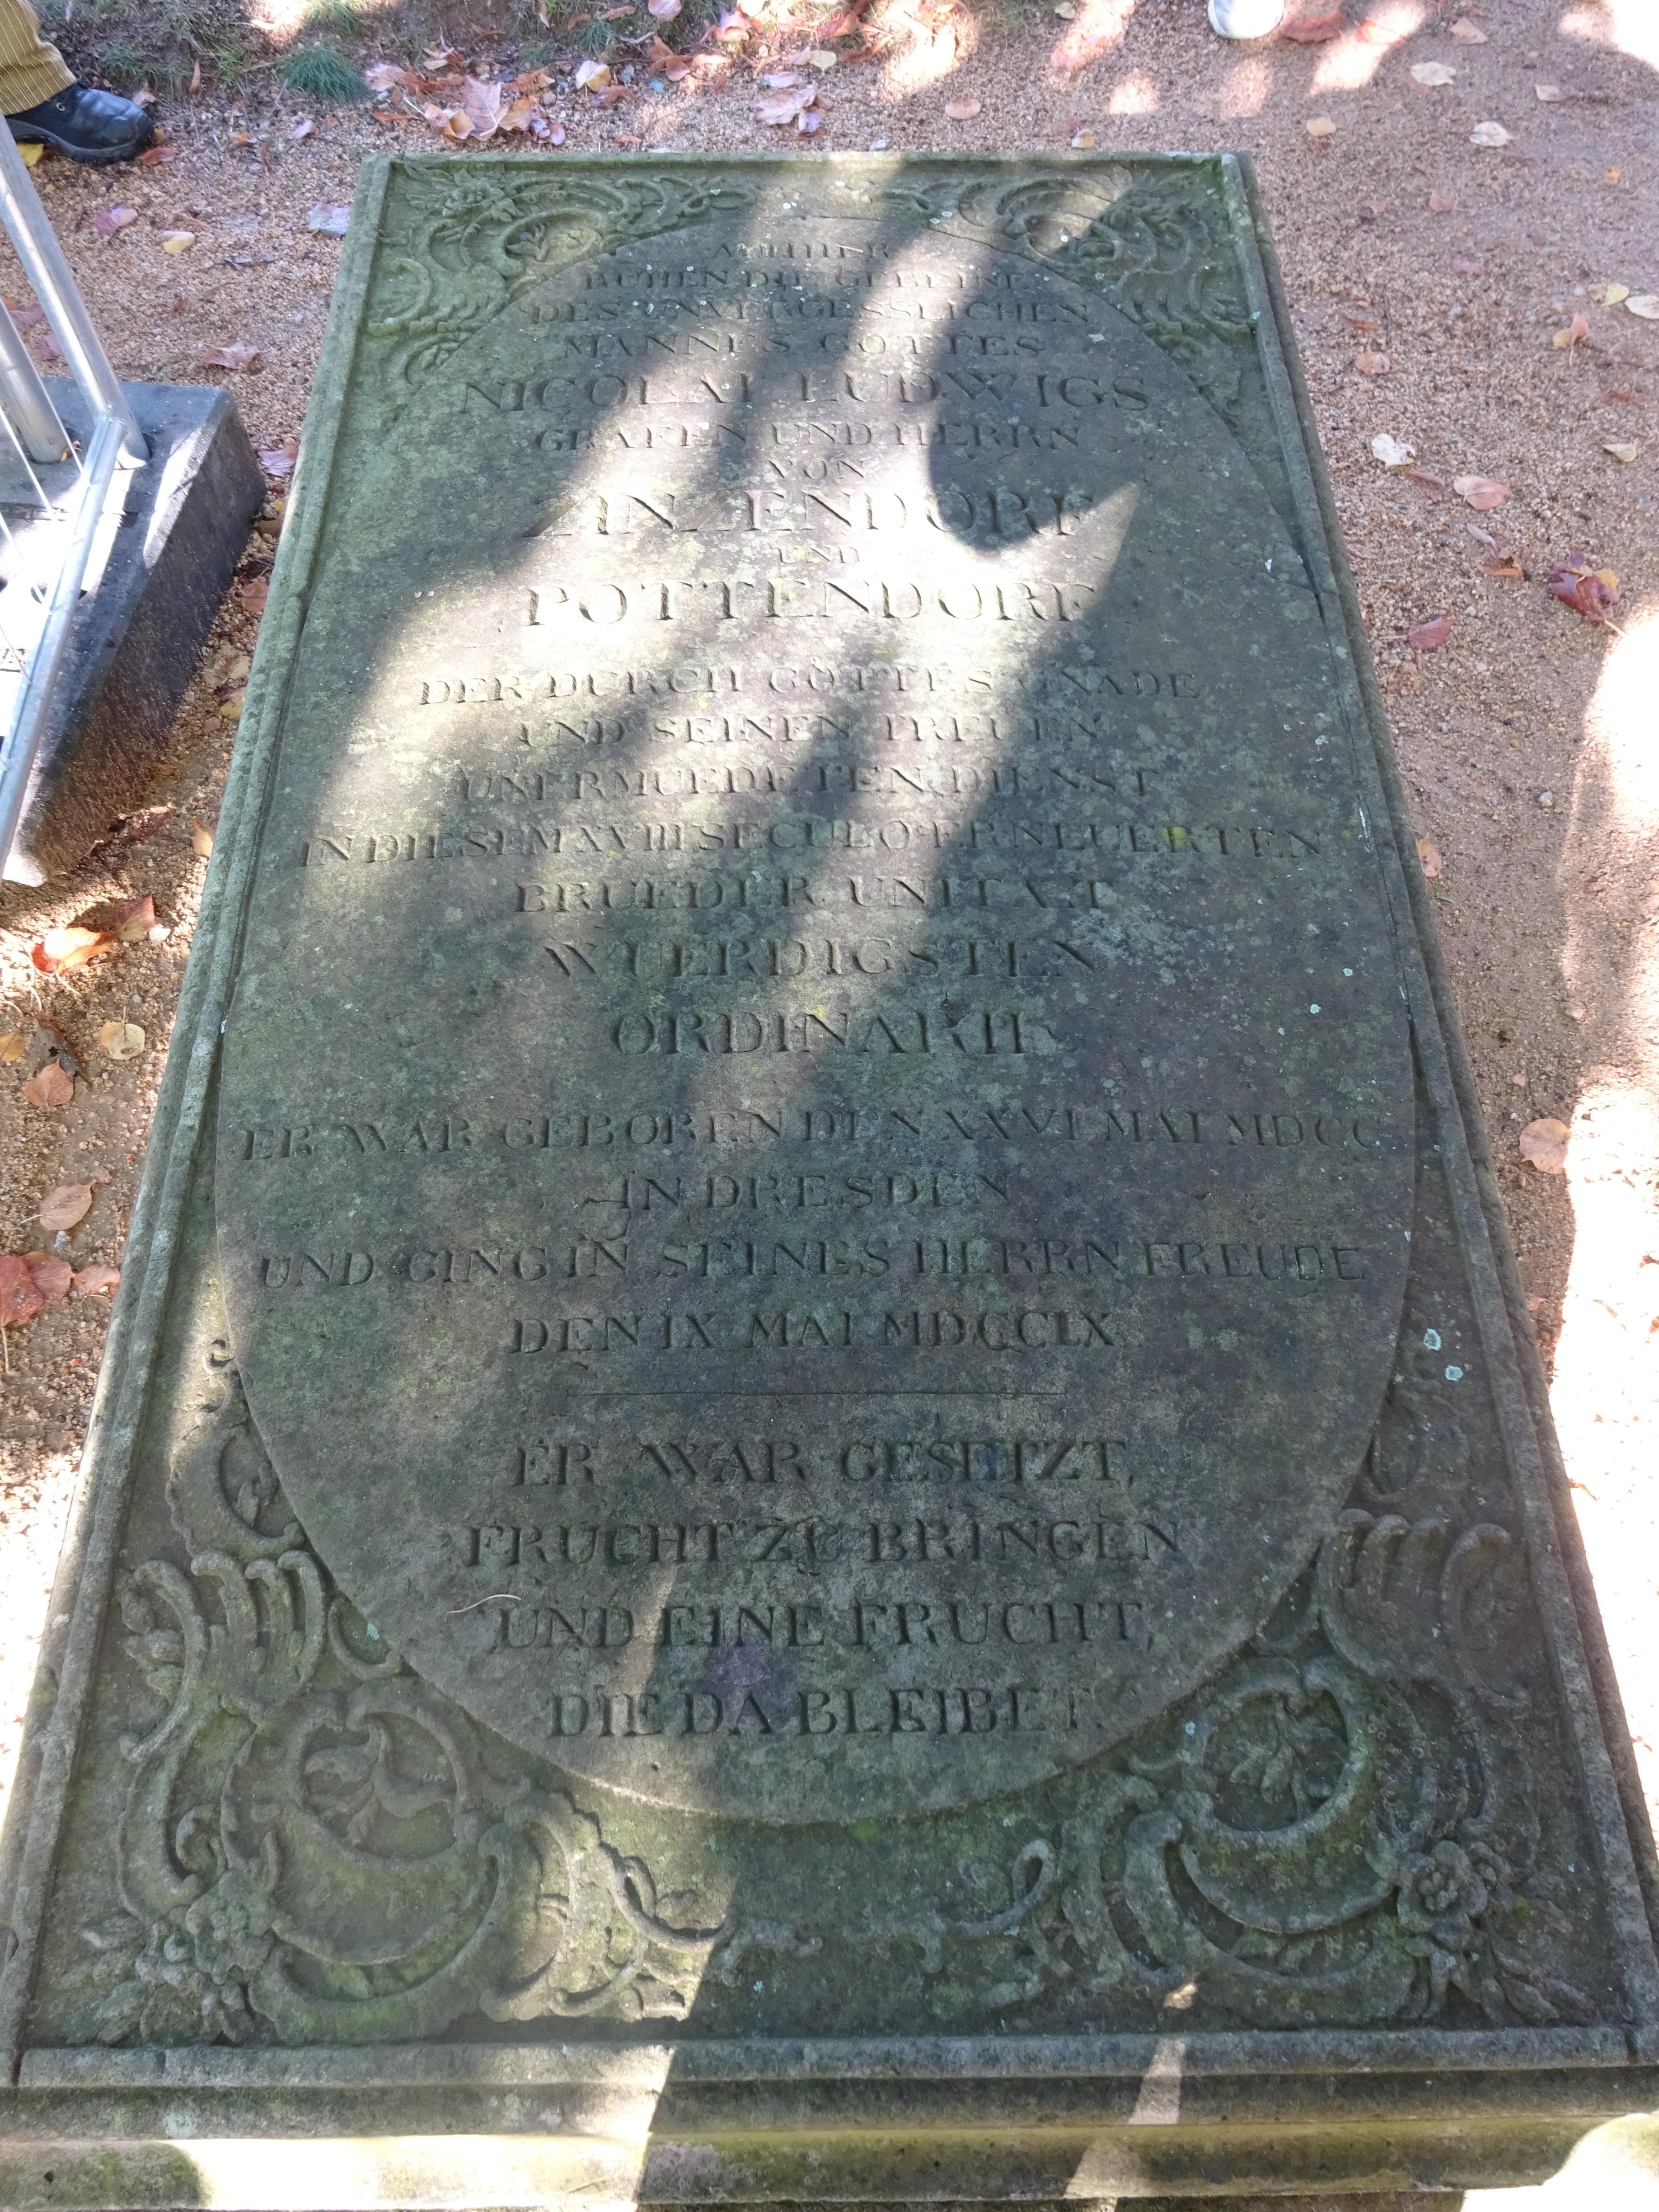 ALLHIER
RUHEN DIE GEBEINE
DES UNVERGESSLICHEN
MANNES GOTTES
NICOLAI LUDWIGS
GRAFEN UND HERRN
VON
ZINZENDORF
UND
POTTENDORF
DER DURCH GOTTES GNADE
UND SEINEN TREUEN
UNERMUEDETEN DIENST
IN DIESEM XVIII SECULO ERNEUERTEN
BRUEDER UNITAET
WUERDIGSTEN
ORDINARII
ER WAR GEBOREN DEN XXVI MAI MDCC
IN DRESDEN
UND GING IN SEINES HERRN FREUDE
DEN IX MAI MDCCLX
ER WAR GESETZT,
FRUCHT ZU BRINGEN
UND EINE FRUCHT,
DIE DA BLEIBET.